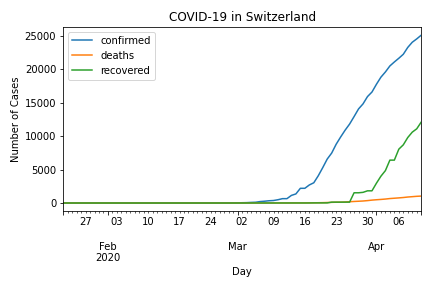 COVID-19 in Switzerland
confirmed
deaths
recovered
Number of Cases
25000
20000
15000
10000
5000
0
27 03 10 17 24 02 09 16 23 30 06
Feb Mar Apr
2020
Day